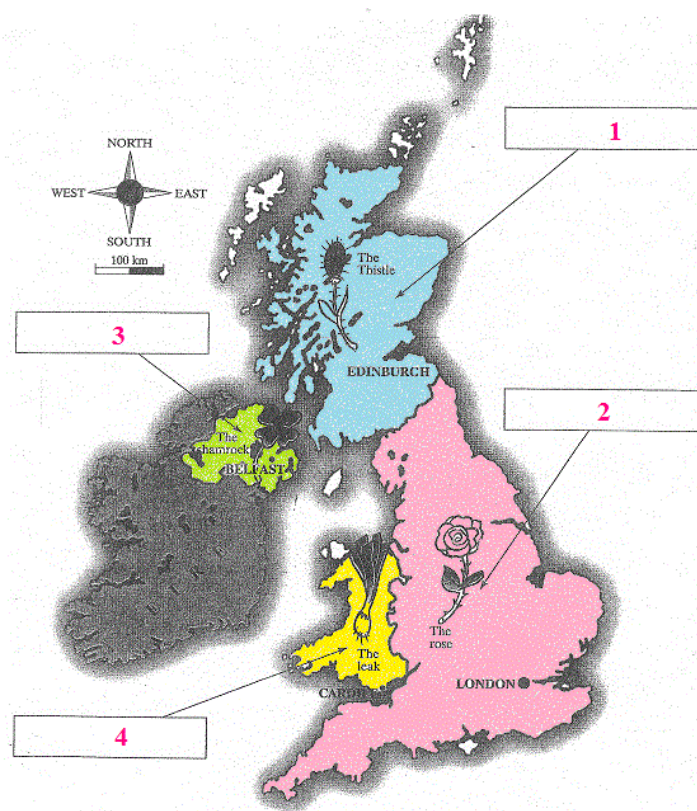 1
NORTH
WEST
EAST
SOUTH
100 km
The
Thistle
3
EDINBURGH
2
The
shamrock
BELFAST
The
rose
The
leak
LONDON
4